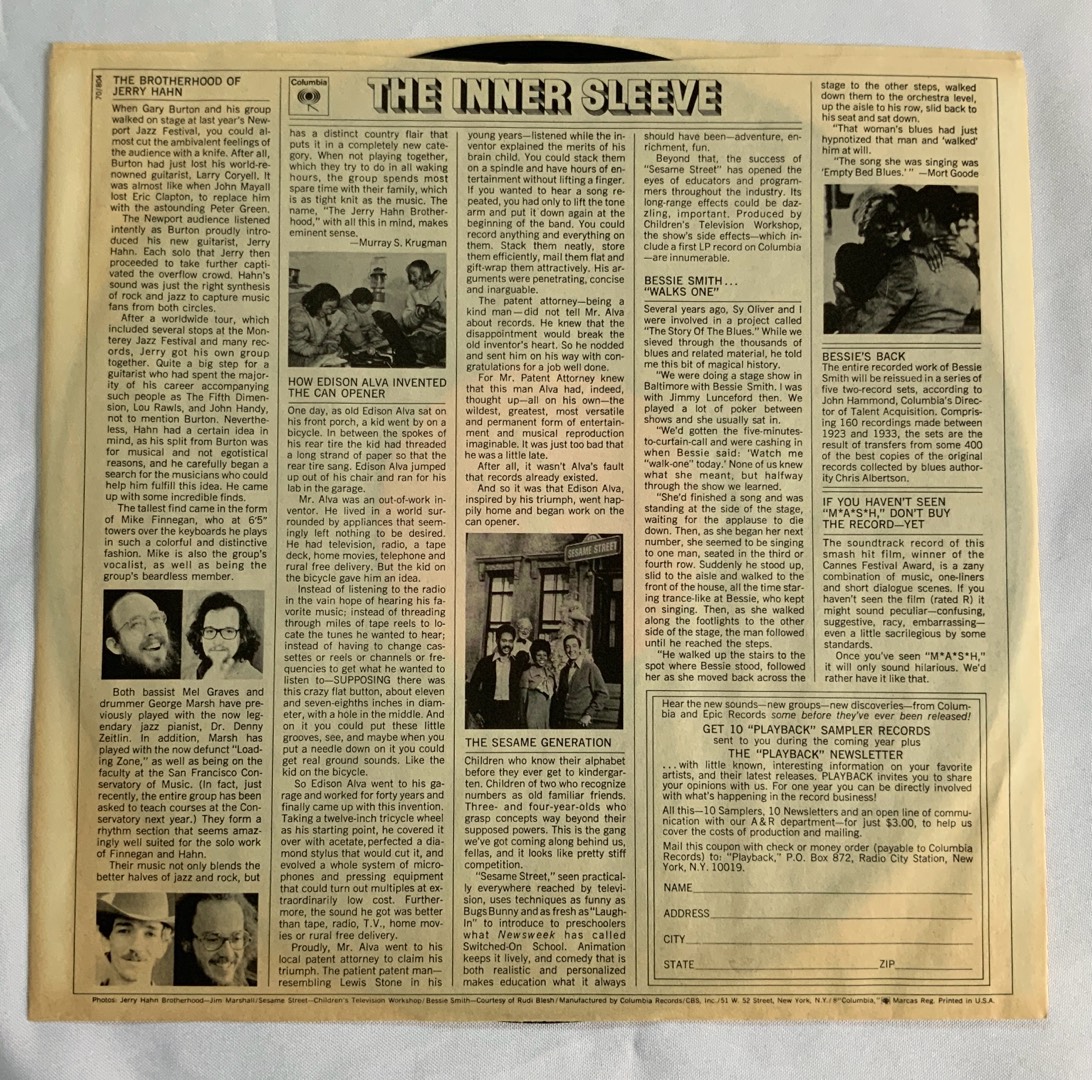 70/804
THE BROTHERHOOD OF
JERRY HAHN
When Gary Burton and his group
walked on stage at last year's New-
port Jazz Festival, you could al-
most cut the ambivalent feelings of
the audience with a knife. After all,
Burton had just lost his world-re-
nowned guitarist, Larry Coryell. It
was almost like when John Mayall
lost Eric Clapton, to replace him
with the astounding Peter Green.
The Newport audience listened
intently as Burton proudly intro-
duced his new guitarist, Jerry
Hahn. Each solo that Jerry then
proceeded to take further capti-
vated the overflow crowd. Hahn's
sound was just the right synthesis
of rock and jazz to capture music
fans from both circles.
After a worldwide tour, which
included several stops at the Mon-
terey Jazz Festival and many rec-
ords, Jerry got his own group
together. Quite a big step for a
guitarist who had spent the major-
ity of his career accompanying
such people as The Fifth Dimen-
sion, Lou Rawls, and John Handy,
not to mention Burton. Neverthe-
less, Hahn had a certain idea in
mind, as his split from Burton was
for musical and not egotistical
reasons, and he carefully began a
search for the musicians who could
help him fulfill this idea. He came
up with some incredible finds.
The tallest find came in the form
of Mike Finnegan, who at 6'5"
towers over the keyboards he plays
in such a colorful and distinctive
fashion. Mike is also the group's
vocalist, as well as being the
group's beardless member.
Both bassist Mel Graves and
drummer George Marsh have pre-
viously played with the now leg-
endary jazz pianist, Dr. Denny
Zeitlin. In addition, Marsh has
played with the now defunct "Load-
ing Zone," as well as being on the
faculty at the San Francisco Con-
servatory of Music. (In fact, just
recently, the entire group has been
asked to teach courses at the Con-
servatory next year.) They form a
rhythm section that seems amaz-
ingly well suited for the solo work
of Finnegan and Hahn.
Their music not only blends the
better halves of jazz and rock, but
Columbia
THE INNER SLEEVE
has a distinct country flair that
puts it in a completely new cate-
gory. When not playing together,
which they try to do in all waking
hours, the group spends most
spare time with their family, which
is as tight knit as the music. The
name, "The Jerry Hahn Brother-
hood," with all this in mind, makes
eminent sense.
—Murray S. Krugman
HOW EDISON ALVA INVENTED
THE CAN OPENER
One day, as old Edison Alva sat on
his front porch, a kid went by on a
bicycle. In between the spokes of
his rear tire the kid had threaded
a long strand of paper so that the
rear tire sang. Edison Alva jumped
up out of his chair and ran for his
lab in the garage.
Mr. Alva was an out-of-work in-
ventor. He lived in a world sur-
rounded by appliances that seem-
ingly left nothing to be desired.
He had television, radio, a tape
deck, home movies, telephone and
rural free delivery. But the kid on
the bicycle gave him an idea.
Instead of listening to the radio
in the vain hope of hearing his fa-
vorite music; instead of threading
through miles of tape reels to lo-
cate the tunes he wanted to hear;
instead of having to change cas-
settes or reels or channels or fre-
quencies to get what he wanted to
listen to—SUPPOSING there was
this crazy flat button, about eleven
and seven-eighths inches in diam-
eter, with a hole in the middle. And
on it you could put these little
grooves, see, and maybe when you
put a needle down on it you could
get real ground sounds. Like the
kid on the bicycle.
So Edison Alva went to his ga-
rage and worked for forty years and
finally came up with this invention.
Taking a twelve-inch tricycle wheel
as his starting point, he covered it
over with acetate, perfected a dia-
mond stylus that would cut it, and
evolved a whole system of micro-
phones and pressing equipment
that could turn out multiples at ex-
traordinarily low cost. Further-
more, the sound he got was better
than tape, radio, T.V., home mov-
ies or rural free delivery.
Proudly, Mr. Alva went to his
local patent attorney to claim his
triumph. The patient patent man—
resembling Lewis Stone in his
young years—listened while the in-
ventor explained the merits of his
brain child. You could stack them
on a spindle and have hours of en-
tertainment without lifting a finger.
If you wanted to hear a song re-
peated, you had only to lift the tone
arm and put it down again at the
beginning of the band. You could
record anything and everything on
them. Stack them neatly, store
them efficiently, mail them flat and
gift-wrap them attractively. His ar-
guments were penetrating, concise
and inarguable.
The patent attorney—being a
kind man—did not tell Mr. Alva
about records. He knew that the
disappointment would break the
old inventor's heart. So he nodded
and sent him on his way with con-
gratulations for a job well done.
For Mr. Patent Attorney knew
that this man Alva had, indeed,
thought up—all on his own—the
wildest, greatest, most versatile
and permanent form of entertain-
ment and musical reproduction
imaginable. It was just too bad that
he was a little late.
After all, it wasn't Alva's fault
that records already existed.
And so it was that Edison Alva,
inspired by his triumph, went hap-
pily home and began work on the
can opener.
SESAME STREET
THE SESAME GENERATION
Children who know their alphabet
before they ever get to kindergar-
ten. Children of two who recognize
numbers as old familiar friends.
Three- and four-year-olds who
grasp concepts way beyond their
supposed powers. This is the gang
we've got coming along behind us,
fellas, and it looks like pretty stiff
competition.
"Sesame Street," seen practical-
ly everywhere reached by televi-
sion, uses techniques as funny as
Bugs Bunny and as fresh as "Laugh-
In" to introduce to preschoolers
what Newsweek has called
Switched-On School. Animation
keeps it lively, and comedy that is
both realistic and personalized
makes education what it always
should have been—adventure, en-
richment, fun.
Beyond that, the success of
"Sesame Street" has opened the
eyes of educators and program-
mers throughout the industry. Its
long-range effects could be daz-
zling, important. Produced by
Children's Television Workshop,
the show's side effects—which in-
clude a first LP record on Columbia
—are innumerable.
BESSIE SMITH...
"WALKS ONE"
Several years ago, Sy Oliver and I
were involved in a project called
"The Story Of The Blues." While we
sieved through the thousands of
blues and related material, he told
me this bit of magical history.
"We were doing a stage show in
Baltimore with Bessie Smith. I was
with Jimmy Lunceford then. We
played a lot of poker between
shows and she usually sat in.
"We'd gotten the five-minutes-
to-curtain-call and were cashing in
when Bessie said: 'Watch me
"walk-one" today.' None of us knew
what she meant, but halfway
through the show we learned.
"She'd finished a song and was
standing at the side of the stage,
waiting for the applause to die
down. Then, as she began her next
number, she seemed to be singing
to one man, seated in the third or
fourth row. Suddenly he stood up,
slid to the aisle and walked to the
front of the house, all the time star-
ing trance-like at Bessie, who kept
on singing. Then, as she walked
along the footlights to the other
side of the stage, the man followed
until he reached the steps.
"He walked up the stairs to the
spot where Bessie stood, followed
her as she moved back across the
stage to the other steps, walked
down them to the orchestra level,
up the aisle to his row, slid back to
his seat and sat down.
"That woman's blues had just
hypnotized that man and 'walked'
him at will.
"The song she was singing was
'Empty Bed Blues.' " —Mort Goode
BESSIE'S BACK
The entire recorded work of Bessie
Smith will be reissued in a series of
five two-record sets, according to
John Hammond, Columbia's Direc-
tor of Talent Acquisition. Compris-
ing 160 recordings made between
1923 and 1933, the sets are the
result of transfers from some 400
of the best copies of the original
records collected by blues author-
ity Chris Albertson.
IF YOU HAVEN'T SEEN
"M*A*S*H," DON'T BUY
THE RECORD—YET
The soundtrack record of this
smash hit film, winner of the
Cannes Festival Award, is a zany
combination of music, one-liners
and short dialogue scenes. If you
haven't seen the film (rated R) it
might sound peculiar—confusing,
suggestive, racy, embarrassing—
even a little sacrilegious by some
standards.
Once you've seen "M*A*S*H,"
it will only sound hilarious. We'd
rather have it like that.
Hear the new sounds—new groups—new discoveries—from Colum-
bia and Epic Records some before they've ever been released!
GET 10 "PLAYBACK" SAMPLER RECORDS
sent to you during the coming year plus
THE "PLAYBACK" NEWSLETTER
...with little known, interesting information on your favorite
artists, and their latest releases. PLAYBACK invites you to share
your opinions with us. For one year you can be directly involved
with what's happening in the record business!
All this—10 Samplers, 10 Newsletters and an open line of commu-
nication with our A & R department—for just $3.00, to help us
cover the costs of production and mailing.
Mail this coupon with check or money order (payable to Columbia
Records) to: "Playback," P.O. Box 872, Radio City Station, New
York, N.Y. 10019.
NAME
ADDRESS
CITY
STATE ZIP
Photos: Jerry Hahn Brotherhood—Jim Marshall/Sesame Street—Children's Television Workshop/Bessie Smith—Courtesy of Rudi Blesh/Manufactured by Columbia Records/CBS, Inc./51 W. 52 Street, New York, N.Y./® "Columbia," Marcas Reg. Printed in U.S.A.